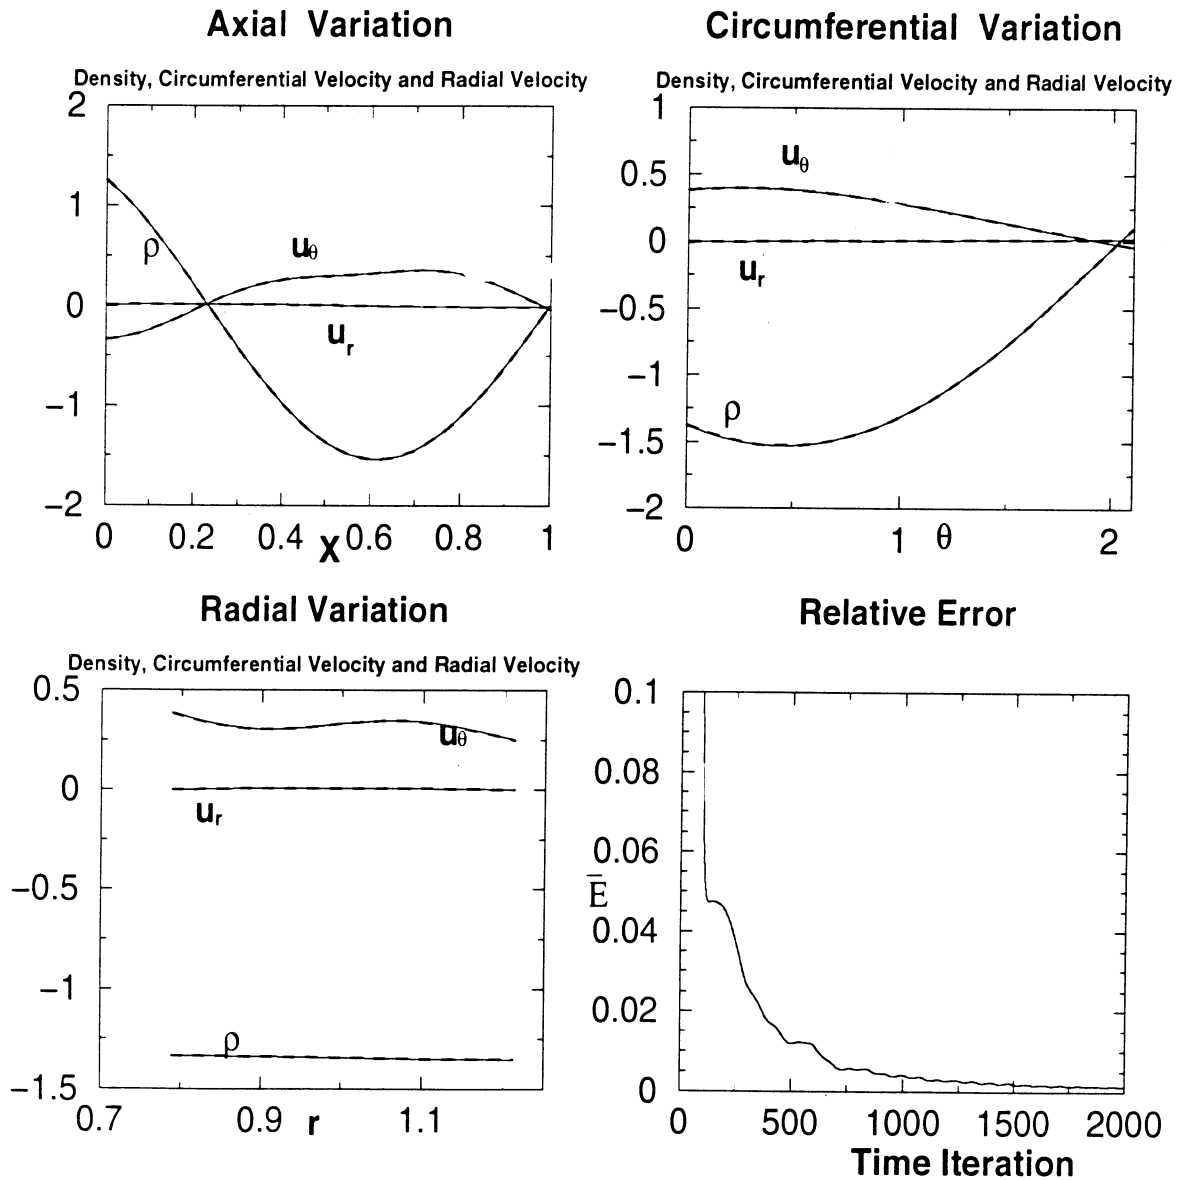 Axial Variation
Density, Circumferential Velocity and Radial Velocity
2
1
0
−1
−2
ρ
uθ
ur
0 0.2 0.4 0.6 0.8 1
X
Circumferential Variation
Density, Circumferential Velocity and Radial Velocity
1
0.5
0
−0.5
−1
−1.5
−2
uθ
ur
ρ
0 1 2
θ
Radial Variation
Density, Circumferential Velocity and Radial Velocity
0.5
0
−0.5
−1
−1.5
uθ
ur
ρ
0.7 0.9 1.1
r
Relative Error
0.1
0.08
0.06
Ē
0.04
0.02
0
0 500 1000 1500 2000
Time Iteration